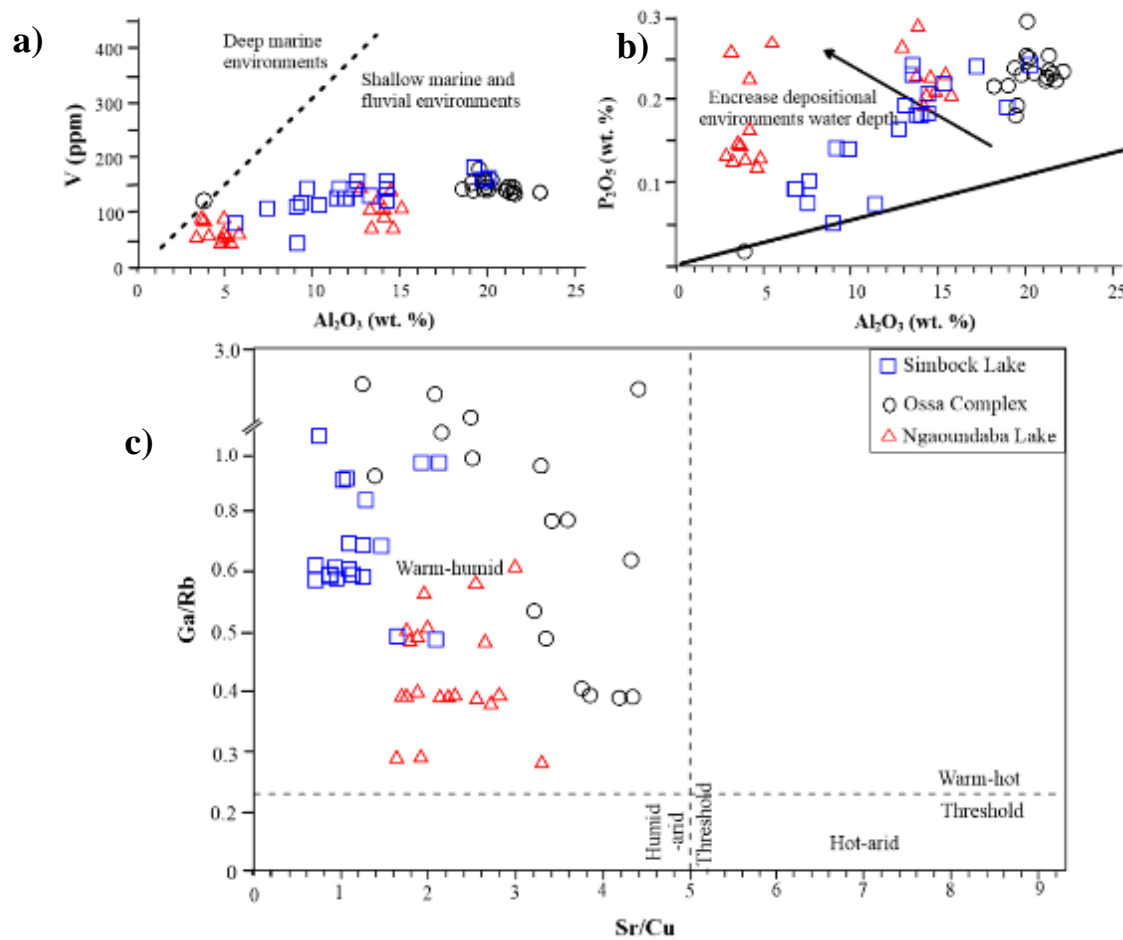 a)
Deep marine
environments
Shallow marine and
fluvial environments
V (ppm)
400
300
200
100
0
0
5
10
15
20
25
Al₂O₃ (wt. %)
b)
Encrease depositional
environments water depth
P₂O₅ (wt. %)
0.3
0.2
0.1
0
0
5
10
15
20
25
Al₂O₃ (wt. %)
c)
Simbock Lake
Ossa Complex
Ngaoundaba Lake
Warm-humid
Ga/Rb
3.0
1.0
0.8
0.6
0.5
0.4
0.3
0.2
0
Warm-hot
Threshold
Humid
-arid
Threshold
Hot-arid
0
1
2
3
4
5
6
7
8
9
Sr/Cu